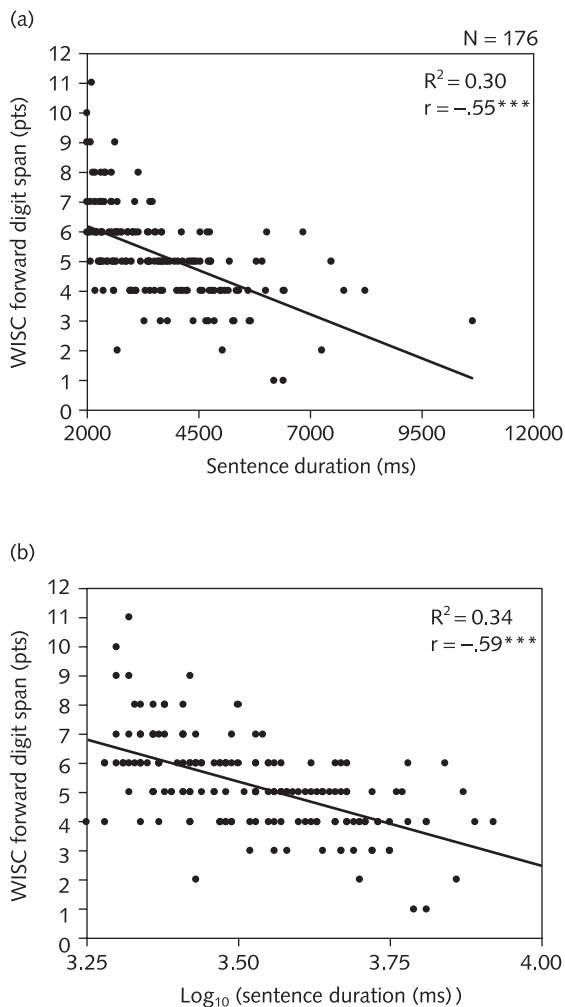 (a)
N = 176
R² = 0.30
r = –.55***
WISC forward digit span (pts)
12
11
10
9
8
7
6
5
4
3
2
1
0
2000 4500 7000 9500 12000
Sentence duration (ms)
(b)
R² = 0.34
r = –.59***
WISC forward digit span (pts)
12
11
10
9
8
7
6
5
4
3
2
1
0
3.25 3.50 3.75 4.00
Log₁₀ (sentence duration (ms))